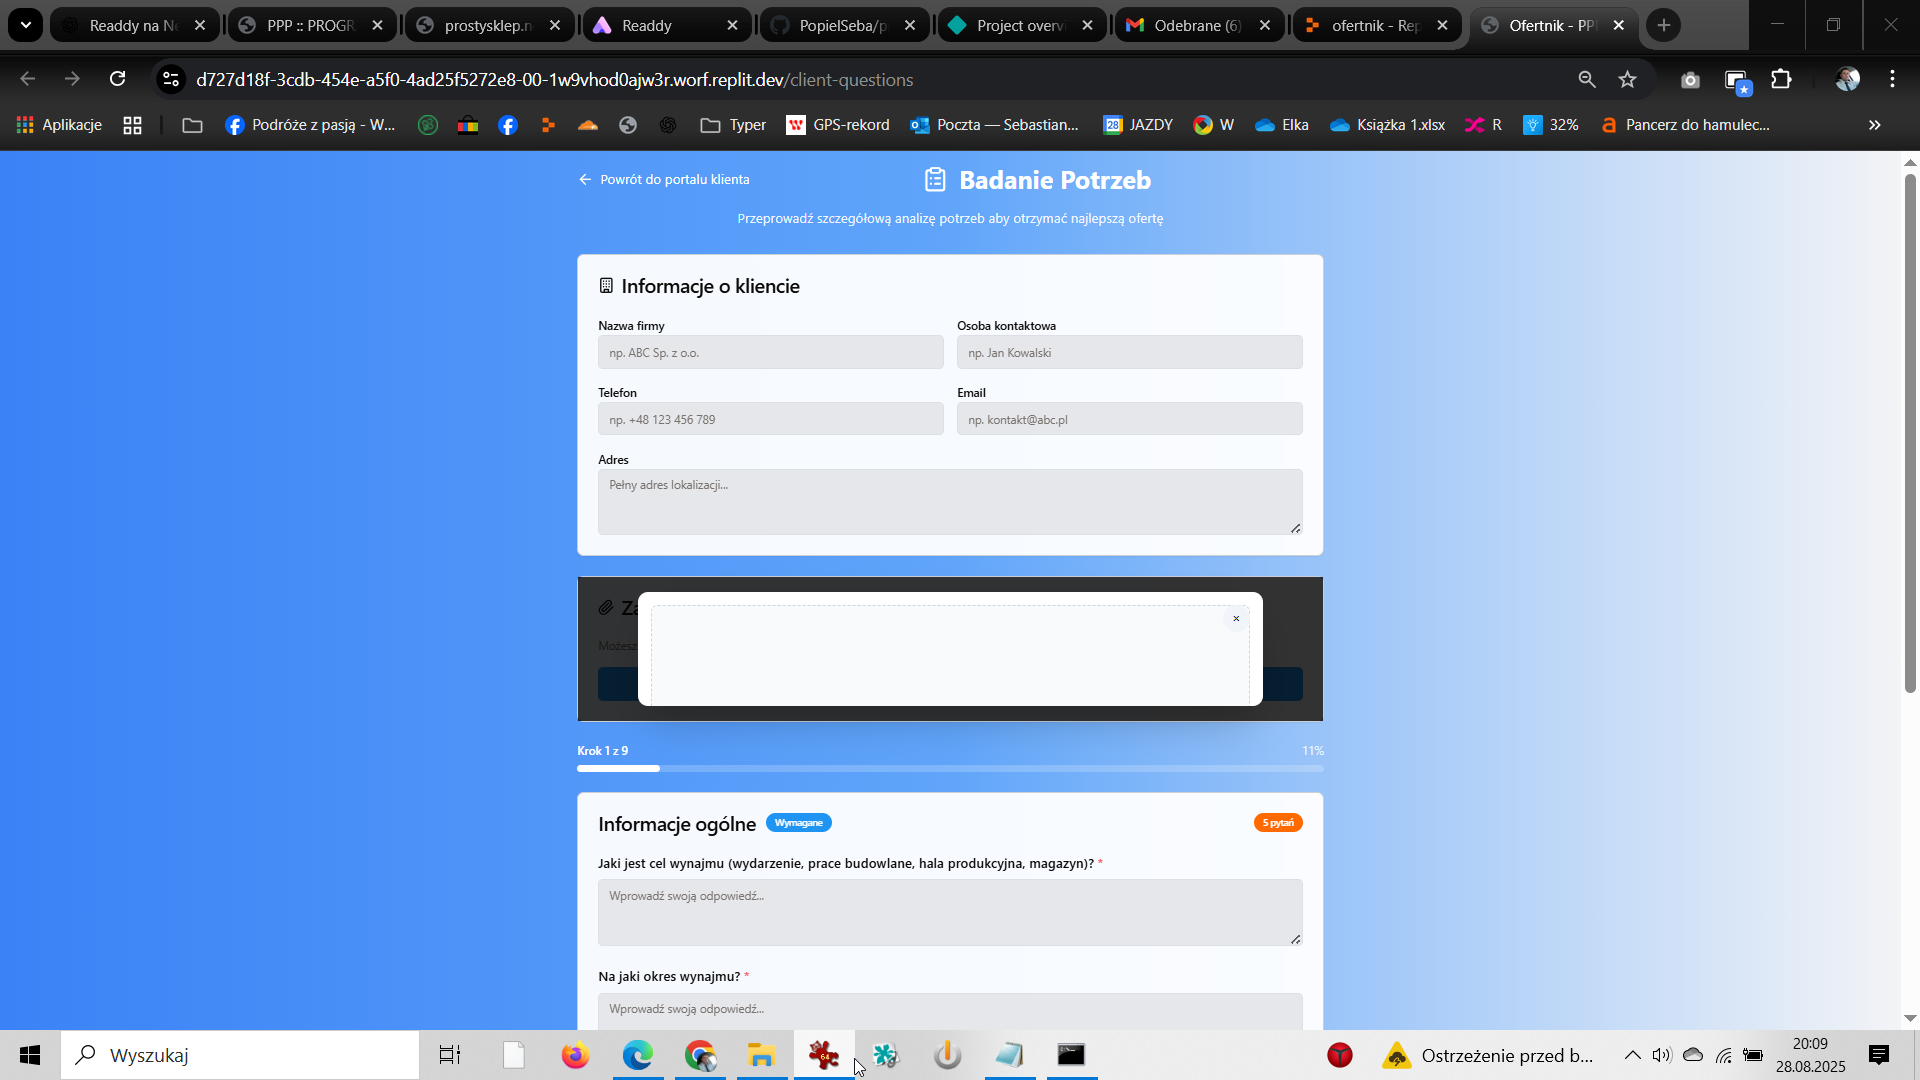 Readdy na Ne
PPP :: PROGR
prostysklep.n
Readdy
PopielSeba/p
Project overvi
Odebrane (6)
ofertnik - Rep
Ofertnik - PPI
d727d18f-3cdb-454e-a5f0-4ad25f5272e8-00-1w9vhod0ajw3r.worf.replit.dev/client-questions
Aplikacje
Podróże z pasją - W...
Typer
GPS-rekord
Poczta — Sebastian...
28 JAZDY
W
Elka
Książka 1.xlsx
R
32%
Pancerz do hamulec...
Powrót do portalu klienta
Badanie Potrzeb
Przeprowadź szczegółową analizę potrzeb aby otrzymać najlepszą ofertę
Informacje o kliencie
Nazwa firmy
Osoba kontaktowa
np. ABC Sp. z o.o.
np. Jan Kowalski
Telefon
Email
np. +48 123 456 789
np. kontakt@abc.pl
Adres
Pełny adres lokalizacji...
Za
Możesz
Krok 1 z 9
11%
Informacje ogólne
Wymagane
5 pytań
Jaki jest cel wynajmu (wydarzenie, prace budowlane, hala produkcyjna, magazyn)? *
Wprowadź swoją odpowiedź...
Na jaki okres wynajmu? *
Wprowadź swoją odpowiedź...
Wyszukaj
64
Ostrzeżenie przed b...
20:09
28.08.2025